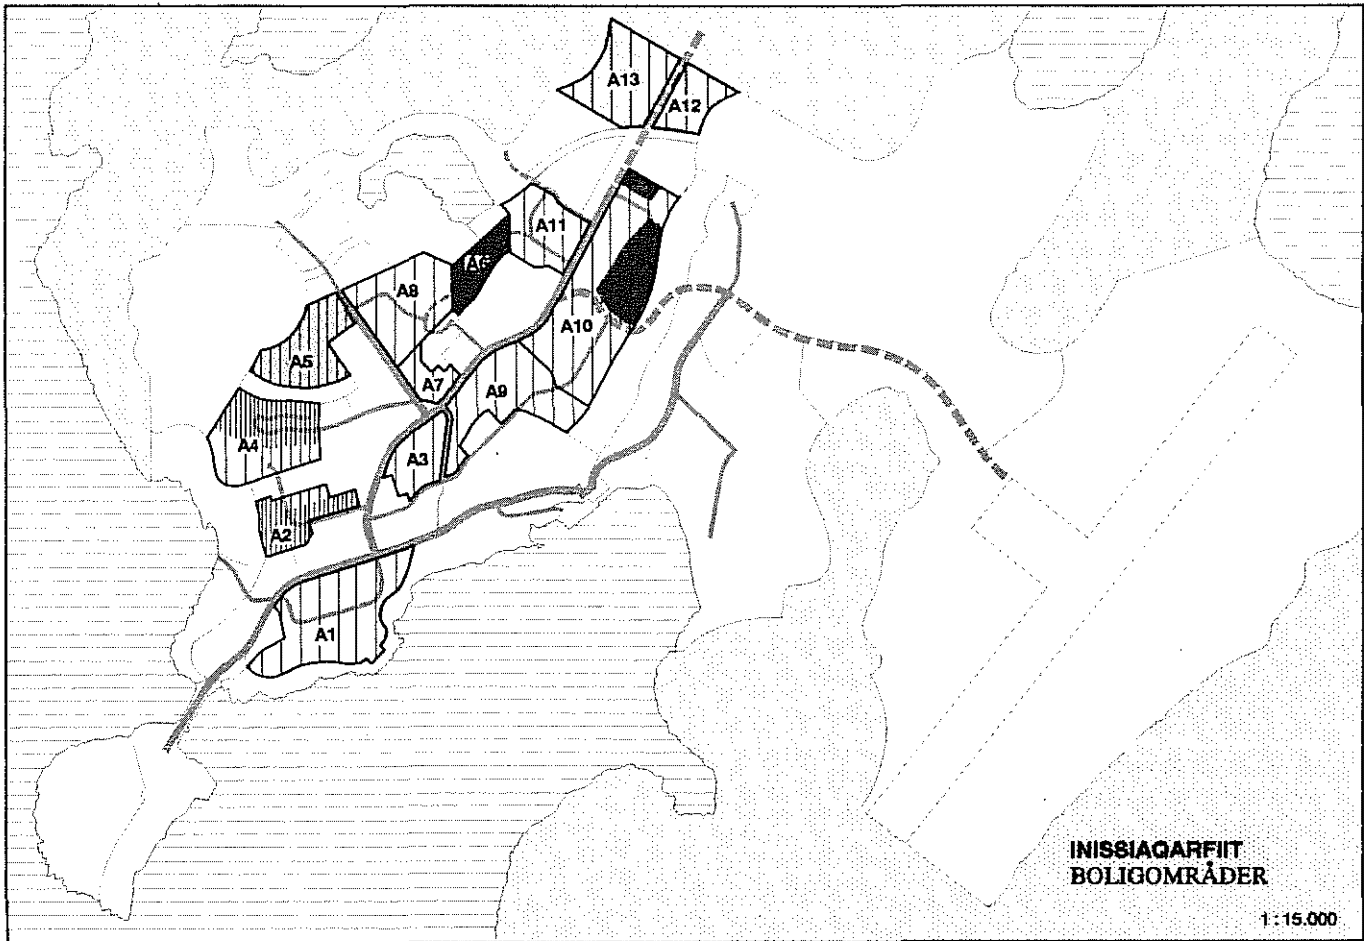 A13
A12
A11
A6
A8
A10
A5
A7
A9
A4
A3
A2
A1
INISSIAQARFIIT
BOLIGOMRÅDER
1:15.000